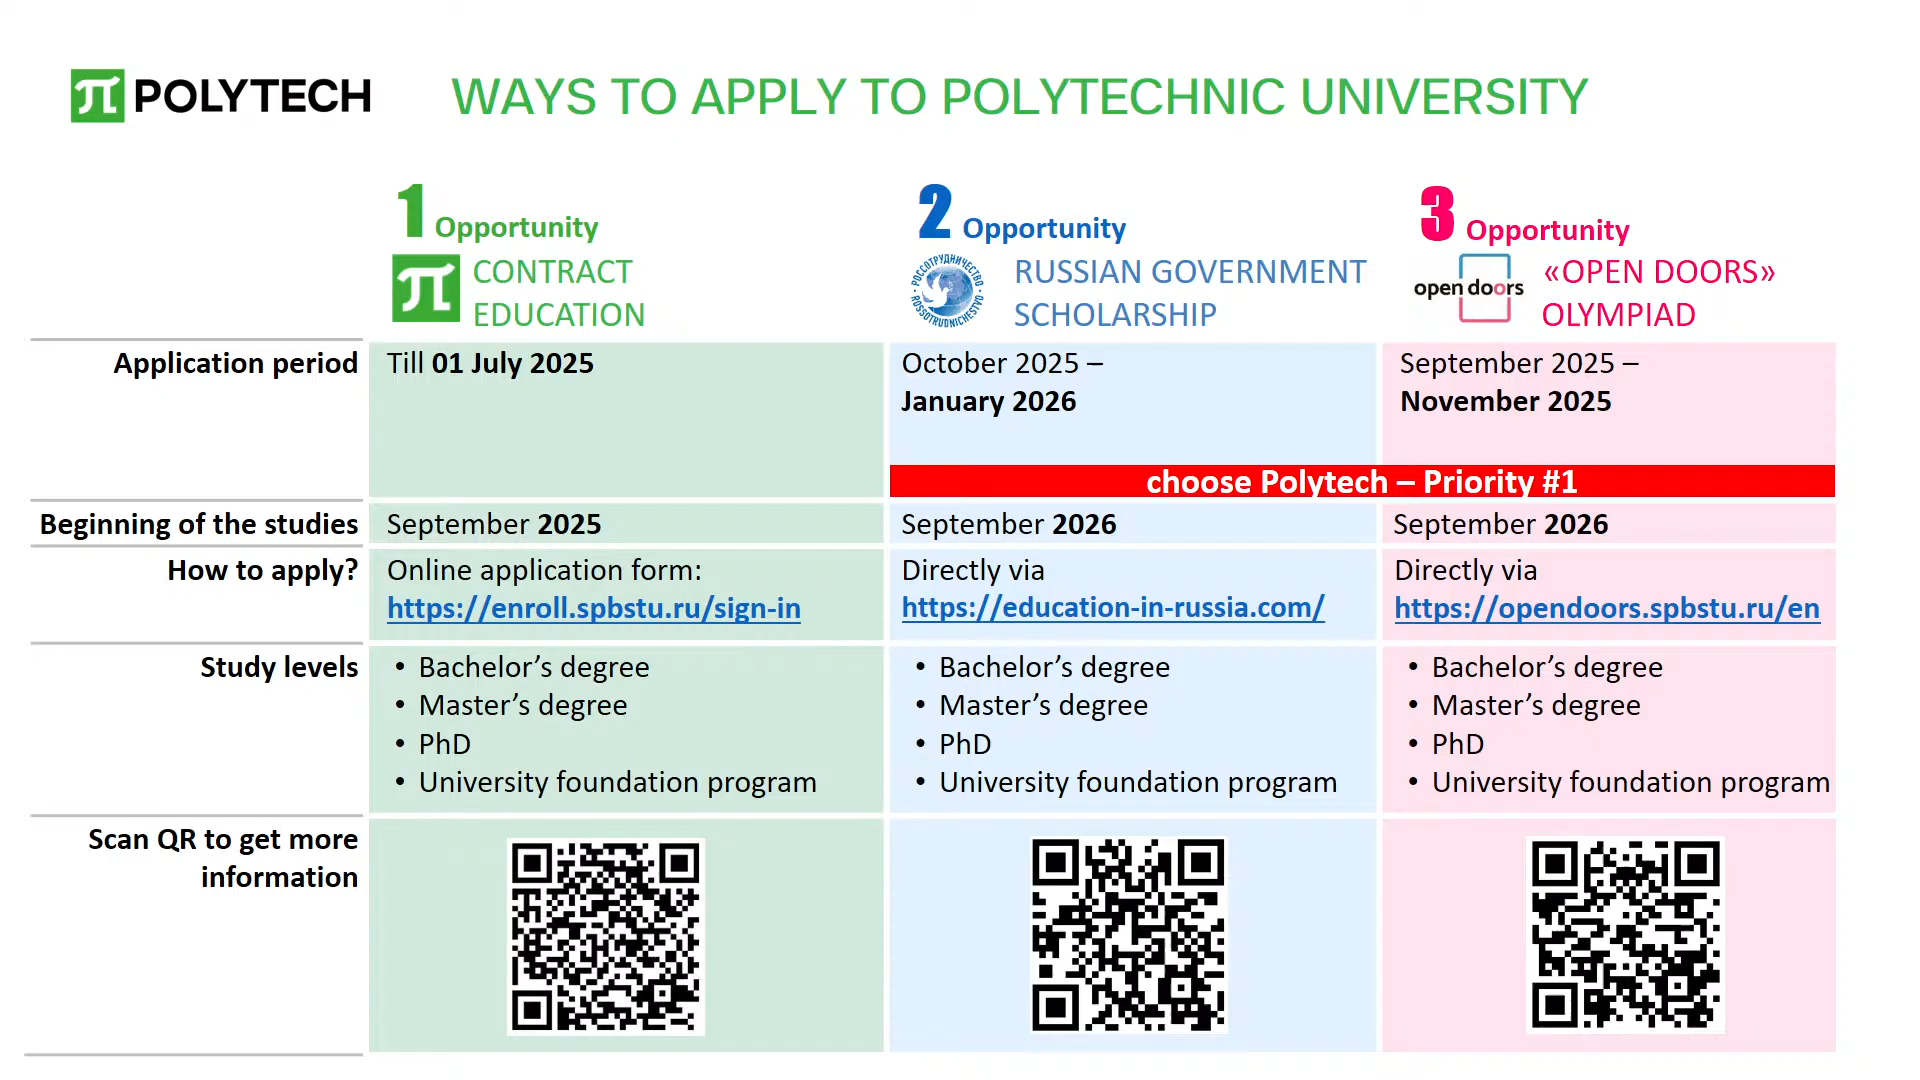 POLYTECH
WAYS TO APPLY TO POLYTECHNIC UNIVERSITY
1 Opportunity
CONTRACT
EDUCATION
2 Opportunity
РОССОТРУДНИЧЕСТВО
ROSSOTRUDNICHESTVO
RUSSIAN GOVERNMENT
SCHOLARSHIP
3 Opportunity
open doors
«OPEN DOORS»
OLYMPIAD
Application period
Till 01 July 2025
October 2025 –
January 2026
September 2025 –
November 2025
choose Polytech – Priority #1
Beginning of the studies
September 2025
September 2026
September 2026
How to apply?
Online application form:
https://enroll.spbstu.ru/sign-in
Directly via
https://education-in-russia.com/
Directly via
https://opendoors.spbstu.ru/en
Study levels
• Bachelor’s degree
• Master’s degree
• PhD
• University foundation program
• Bachelor’s degree
• Master’s degree
• PhD
• University foundation program
• Bachelor’s degree
• Master’s degree
• PhD
• University foundation program
Scan QR to get more
information